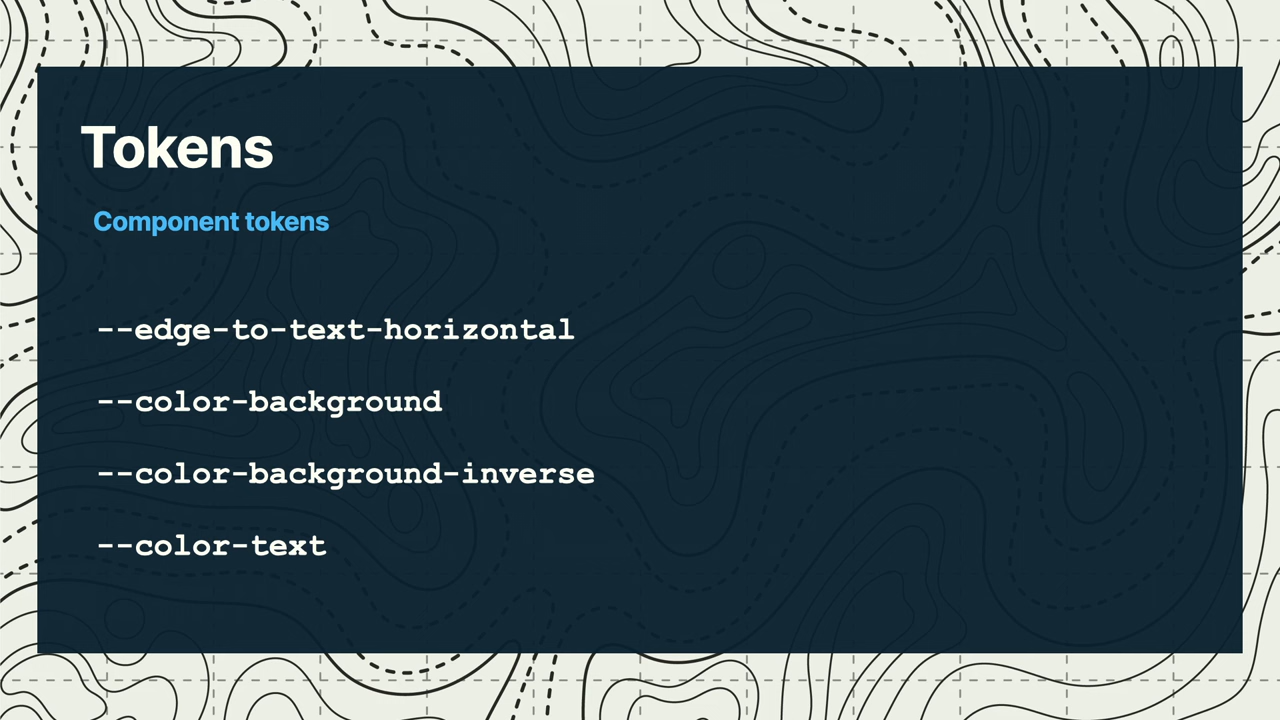 Tokens
Component tokens
--edge-to-text-horizontal
--color-background
--color-background-inverse
--color-text